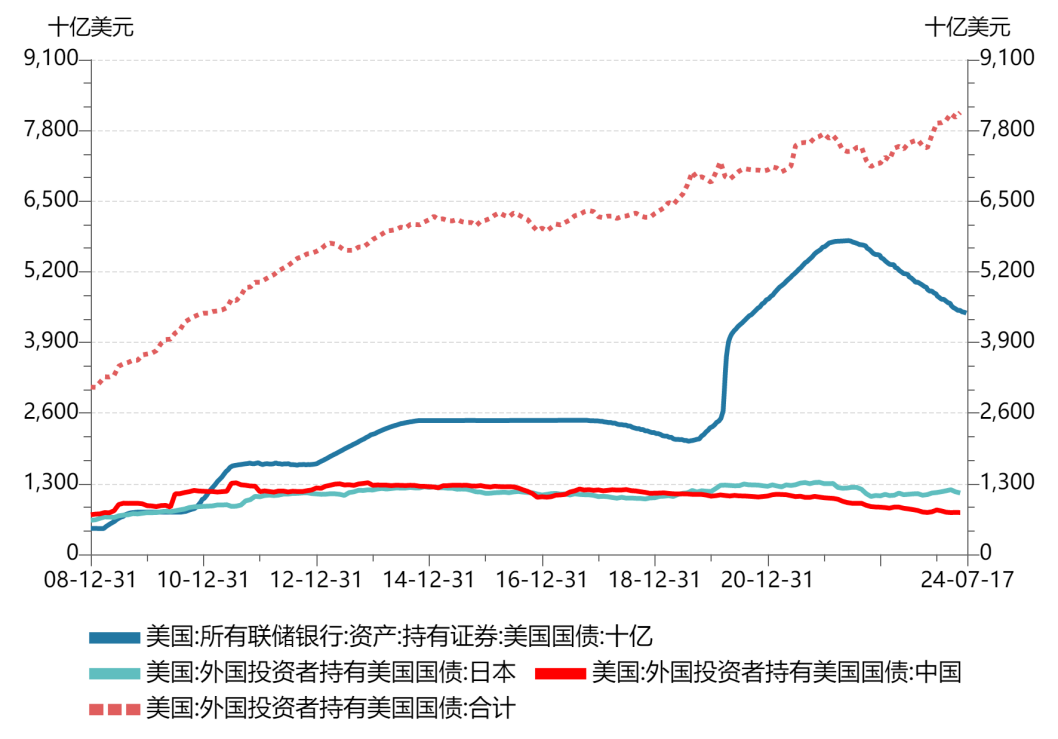 十亿美元 十亿美元
9,100 9,100
7,800 7,800
6,500 6,500
5,200 5,200
3,900 3,900
2,600 2,600
1,300 1,300
0 0
08-12-31 10-12-31 12-12-31 14-12-31 16-12-31 18-12-31 20-12-31 24-07-17
美国:所有联储银行:资产:持有证券:美国国债:十亿
美国:外国投资者持有美国国债:日本 美国:外国投资者持有美国国债:中国
美国:外国投资者持有美国国债:合计